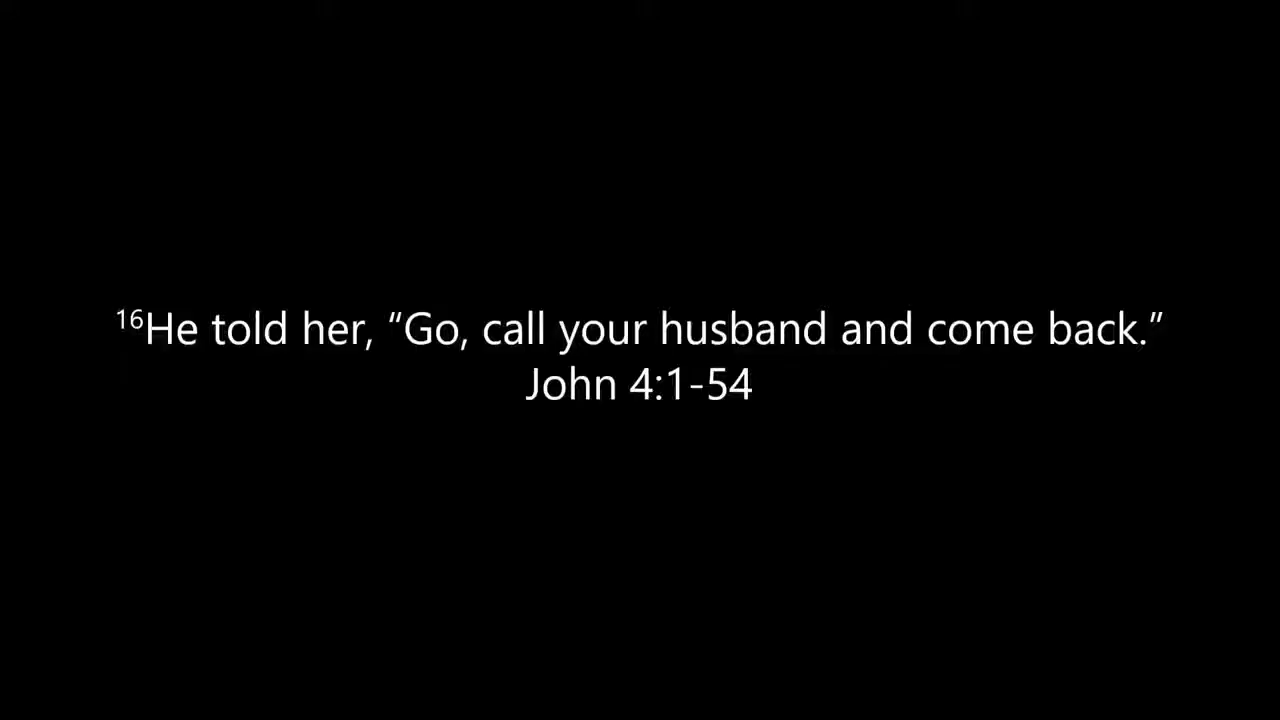 ¹⁶He told her, “Go, call your husband and come back.”
John 4:1-54